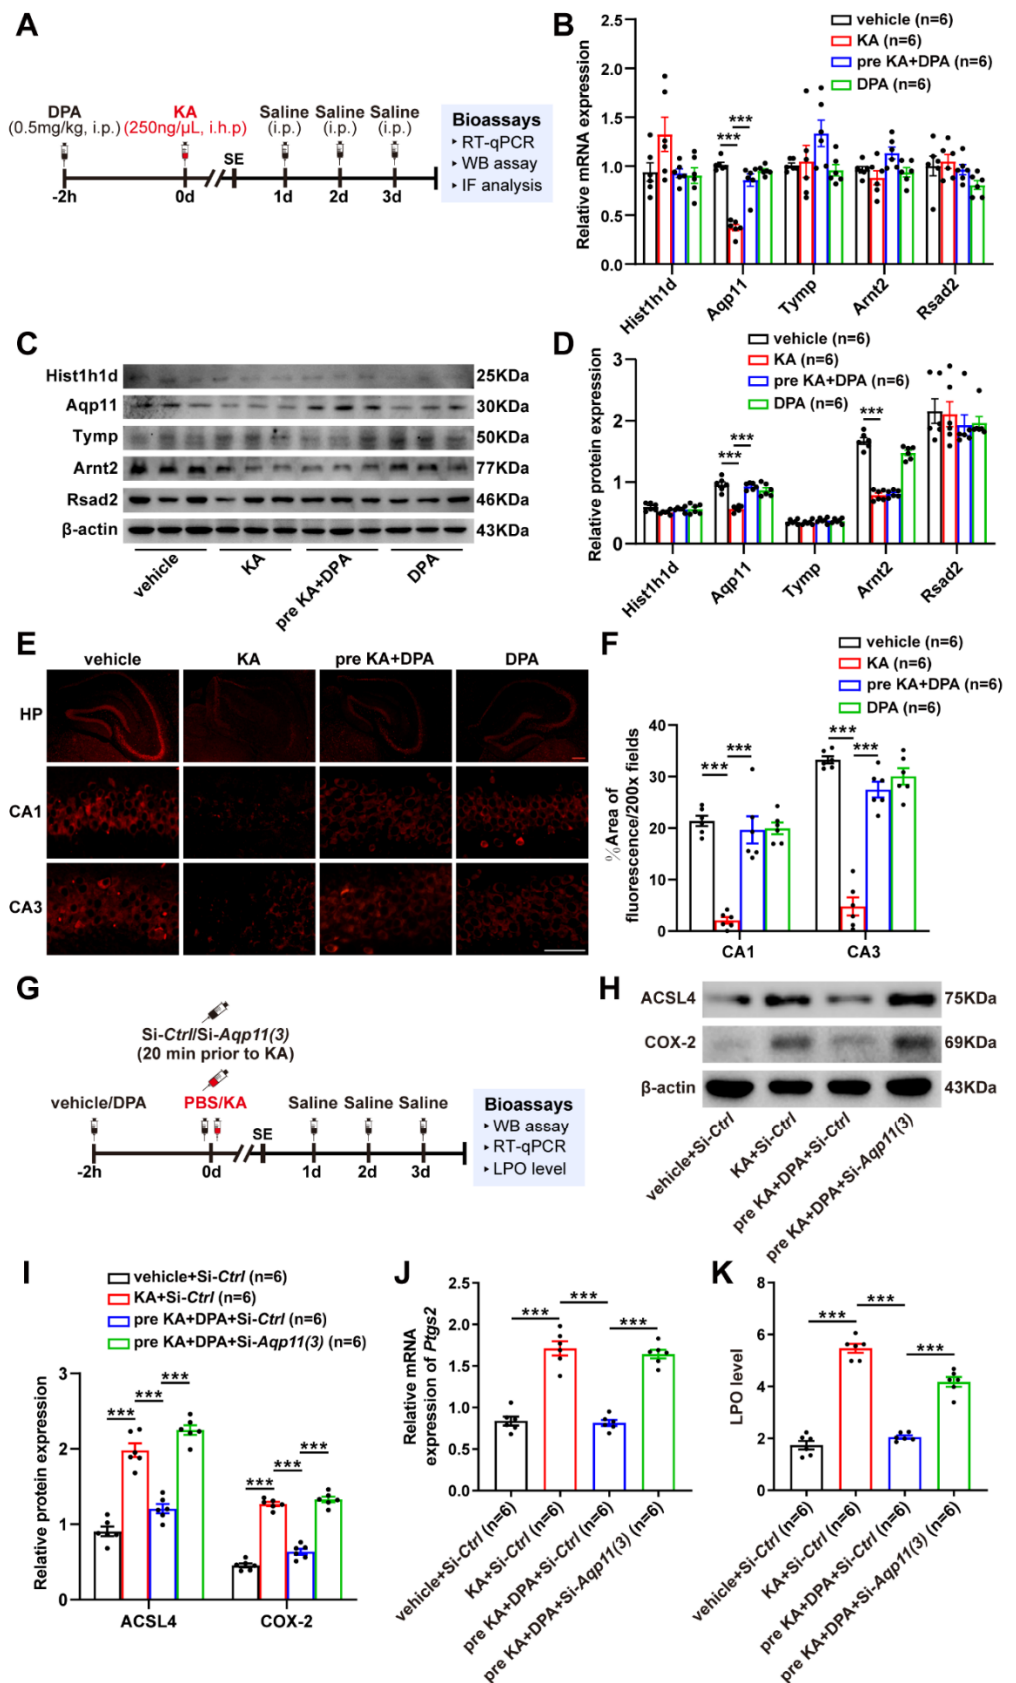 A
DPA
(0.5mg/kg, i.p.)
KA
(250ng/μL, i.h.p)
Saline Saline Saline
(i.p.) (i.p.) (i.p.)
SE
-2h 0d 1d 2d 3d
Bioassays
RT-qPCR
WB assay
IF analysis
B
vehicle (n=6)
KA (n=6)
pre KA+DPA (n=6)
DPA (n=6)
Relative mRNA expression
2.5
2.0
1.5
1.0
0.5
0.0
*** ***
Hist1h1d Aqp11 Tymp Arnt2 Rsad2
C
Hist1h1d 25KDa
Aqp11 30KDa
Tymp 50KDa
Arnt2 77KDa
Rsad2 46KDa
β-actin 43KDa
vehicle KA pre KA+DPA DPA
D
vehicle (n=6)
KA (n=6)
pre KA+DPA (n=6)
DPA (n=6)
Relative protein expression
3
2
1
0
*** *** ***
Hist1h1d Aqp11 Tymp Arnt2 Rsad2
E
vehicle KA pre KA+DPA DPA
HP
CA1
CA3
F
vehicle (n=6)
KA (n=6)
pre KA+DPA (n=6)
DPA (n=6)
%Area of
fluorescence/200x fields
40
30
20
10
0
*** *** *** ***
CA1 CA3
G
Si-Ctrl/Si-Aqp11(3)
(20 min prior to KA)
vehicle/DPA PBS/KA Saline Saline Saline
SE
-2h 0d 1d 2d 3d
Bioassays
WB assay
RT-qPCR
LPO level
H
ACSL4 75KDa
COX-2 69KDa
β-actin 43KDa
vehicle+Si-Ctrl
KA+Si-Ctrl
pre KA+DPA+Si-Ctrl
pre KA+DPA+Si-Aqp11(3)
I
vehicle+Si-Ctrl (n=6)
KA+Si-Ctrl (n=6)
pre KA+DPA+Si-Ctrl (n=6)
pre KA+DPA+Si-Aqp11(3) (n=6)
Relative protein expression
3
2
1
0
*** *** *** *** *** ***
ACSL4 COX-2
J
Relative mRNA
expression of Ptgs2
2.5
2.0
1.5
1.0
0.5
0.0
*** *** ***
vehicle+Si-Ctrl (n=6)
KA+Si-Ctrl (n=6)
pre KA+DPA+Si-Ctrl (n=6)
pre KA+DPA+Si-Aqp11(3) (n=6)
K
LPO level
8
6
4
2
0
*** *** ***
vehicle+Si-Ctrl (n=6)
KA+Si-Ctrl (n=6)
pre KA+DPA+Si-Ctrl (n=6)
pre KA+DPA+Si-Aqp11(3) (n=6)